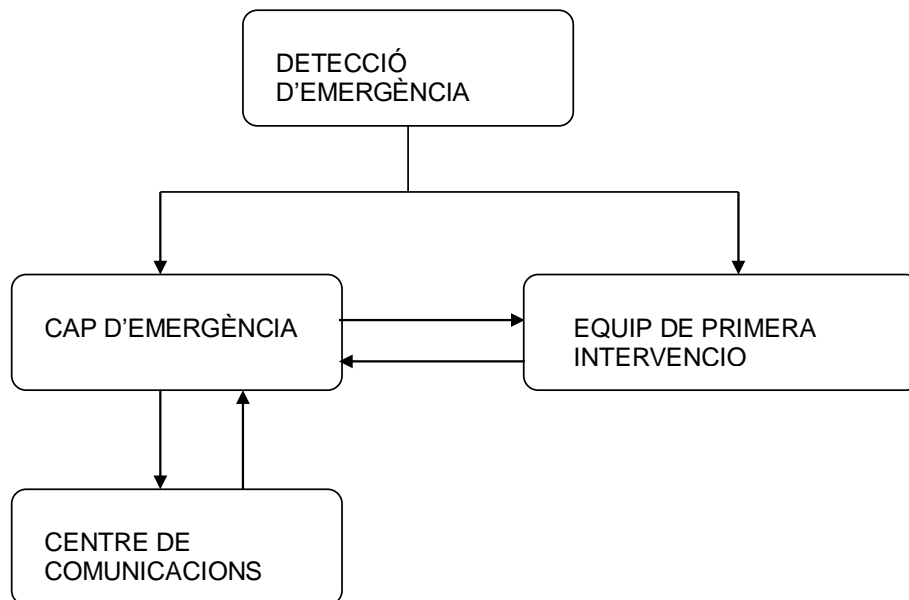 DETECCIÓ
D’EMERGÈNCIA
CAP D’EMERGÈNCIA
EQUIP DE PRIMERA
INTERVENCIO
CENTRE DE
COMUNICACIONS